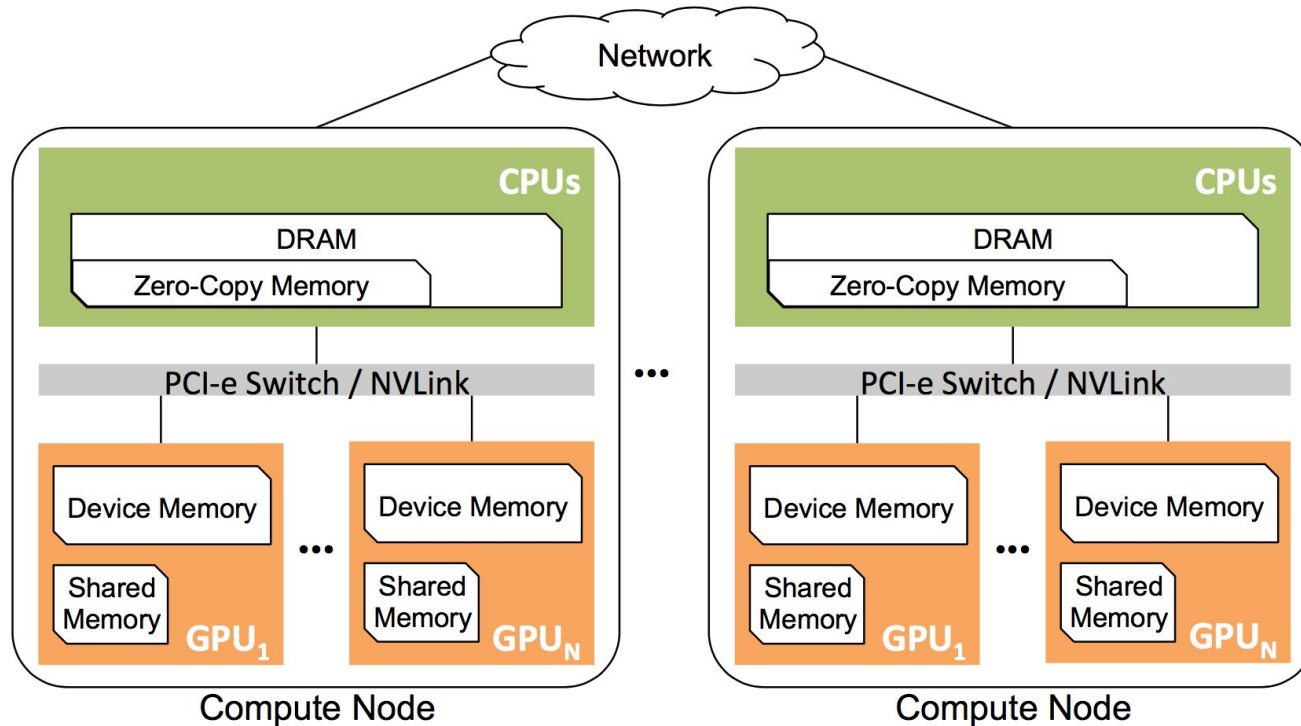 Network
CPUs
DRAM
Zero-Copy Memory
PCI-e Switch / NVLink
Device Memory
Shared
Memory
GPU1
...
Device Memory
Shared
Memory
GPUN
Compute Node
...
CPUs
DRAM
Zero-Copy Memory
PCI-e Switch / NVLink
Device Memory
Shared
Memory
GPU1
...
Device Memory
Shared
Memory
GPUN
Compute Node